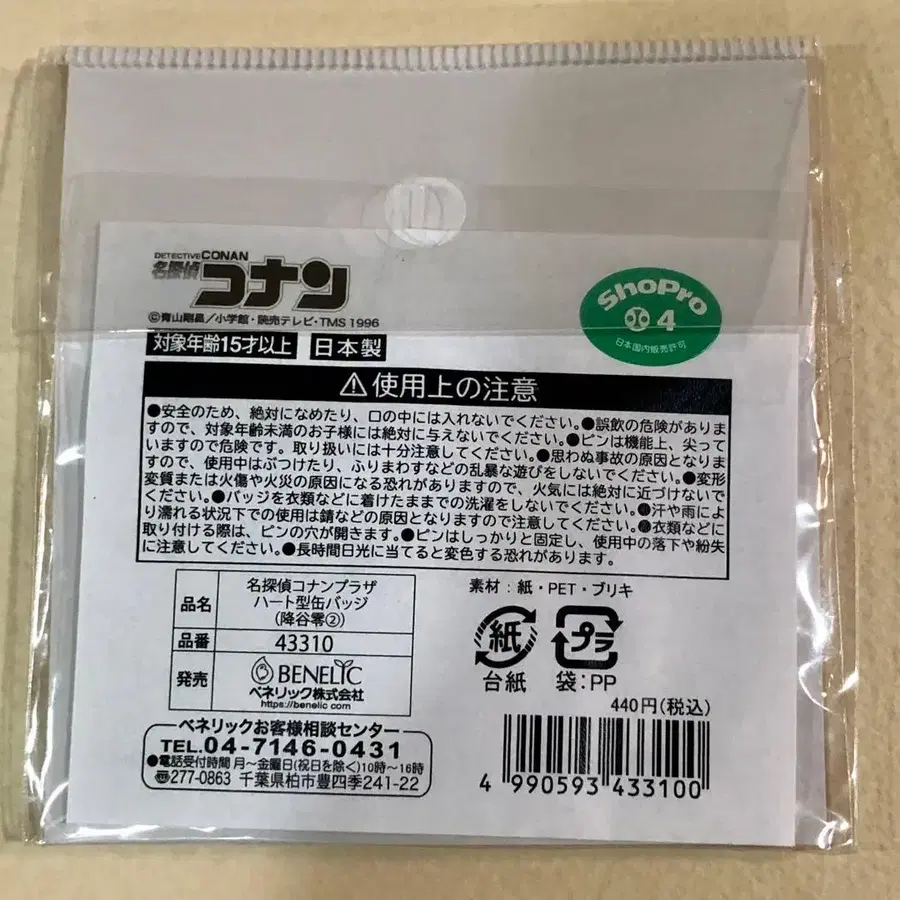 DETECTIVE CONAN
名探偵コナン
©青山剛昌/小学館・読売テレビ・TMS 1996
ShoPro
4
日本国内販売許可
対象年齢15才以上 日本製
⚠使用上の注意
●安全のため、絶対になめたり、口の中には入れないでください。●誤飲の危険がありま
すので、対象年齢未満のお子様には絶対に与えないでください。●ピンは機能上、尖って
いますので危険です。取り扱いには十分注意してください。●思わぬ事故の原因となりま
すので、使用中はぶつけたり、ふりまわすなどの乱暴な遊びをしないでください。●変形
変質または火傷や火災の原因になる恐れがありますので、火気には絶対に近づけないで
ください。●バッジを衣類などに着けたままでの洗濯をしないでください。●汗や雨によ
り濡れる状況下での使用は錆などの原因となりますので注意してください。●衣類などに
取り付ける際は、ピンの穴が開きます。●ピンはしっかりと固定し、使用中の落下や紛失
に注意してください。●長時間日光に当てると変色する恐れがあります。
品名 名探偵コナンプラザ
ハート型缶バッジ
(降谷零②)
品番 43310
発売 BENELIC
ベネリック株式会社
https://benelic.com
素材:紙・PET・ブリキ
紙 プラ
台紙 袋:PP
440円(税込)
ベネリックお客様相談センター
TEL.04-7146-0431
●電話受付時間 月~金曜日(祝日を除く)10時~16時
〠277-0863 千葉県柏市豊四季241-22
4 990593 433100